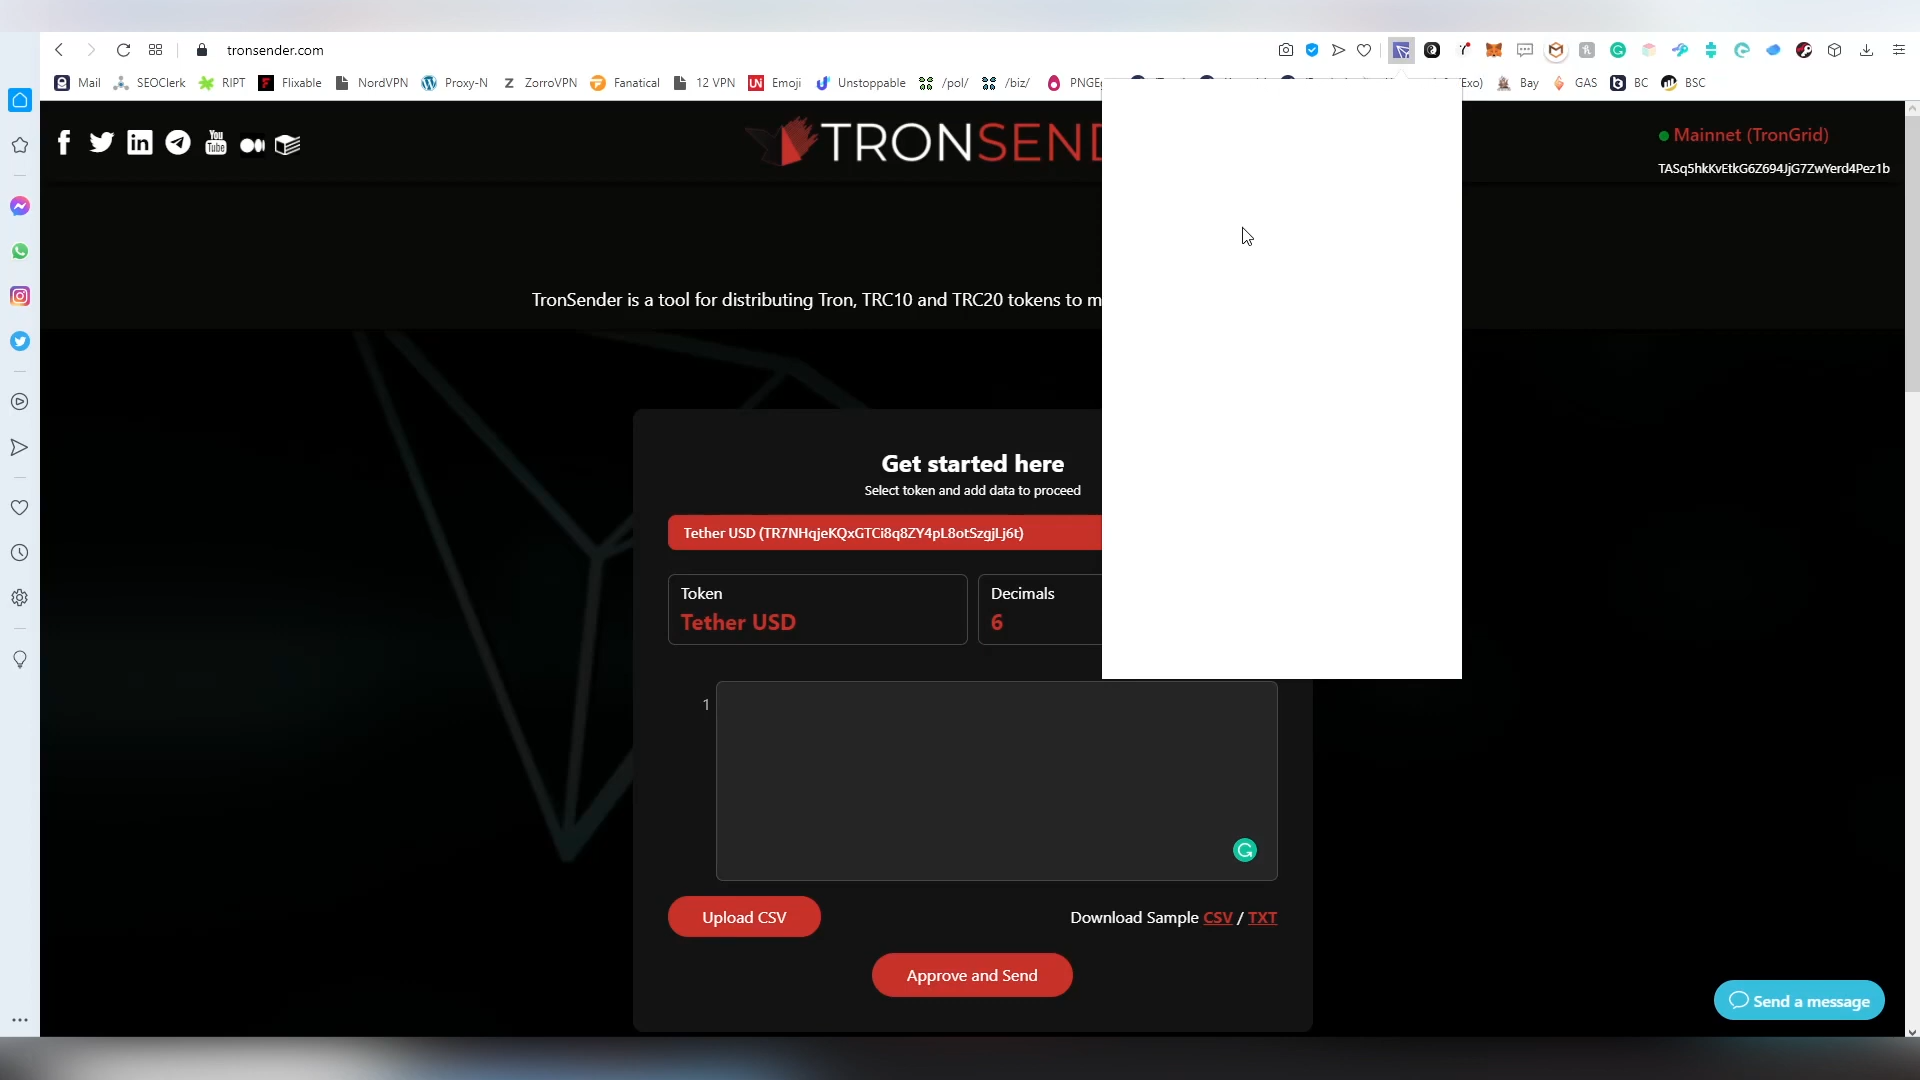 tronsender.com
Mail SEOClerk RIPT Flixable NordVPN Proxy-N ZorroVPN Fanatical 12 VPN UN Emoji Unstoppable /pol/ /biz/ Bay GAS BC BSC
You Tube
TRONSEND
Mainnet (TronGrid)
TASq5hkKvEtkG6Z694JjG7ZwYerd4Pez1b
TronSender is a tool for distributing Tron, TRC10 and TRC20 tokens to m
Get started here
Select token and add data to proceed
Tether USD (TR7NHqjeKQxGTCi8q8ZY4pL8otSzgjLj6t)
Token
Tether USD
Decimals
6
1
Upload CSV
Download Sample CSV / TXT
Approve and Send
Send a message